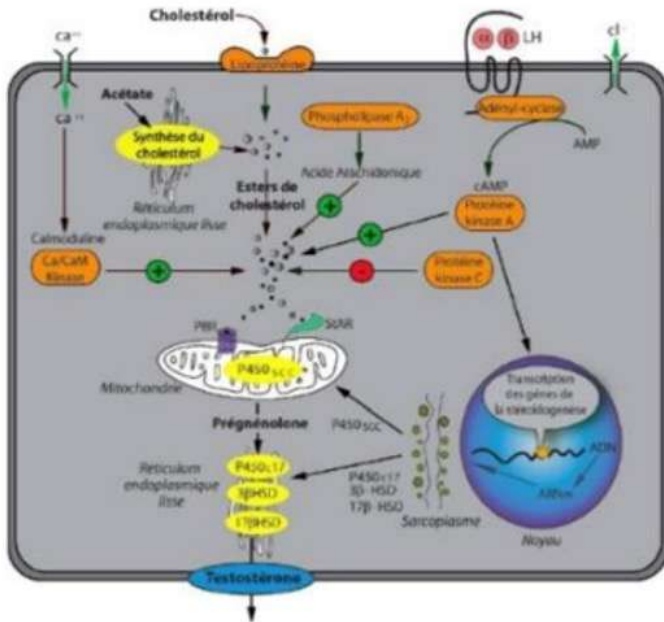 Cholestérol
ca++
Lipoprotéine
α β LH
cl-
Acétate
ca++
Synthèse du
cholestérol
Phospholipase A2
Adényl-cyclase
AMP
Acide Arachidonique
cAMP
Esters de
cholestérol
Réticulum
endoplasmique lisse
Protéine
kinase A
Calmoduline
Ca/CaM
Kinase
+
+
+
-
Protéine
kinase C
PBR
StAR
P450scc
Mitochondrie
Transcription
des gènes de
la stéroïdogenèse
P450scc
Prégnénolone
ADN
ARNm
P450c17
3βHSD
17βHSD
Réticulum
endoplasmique
lisse
P450c17
3β-HSD
17β-HSD
Sarcoplasme
Noyau
Testostérone